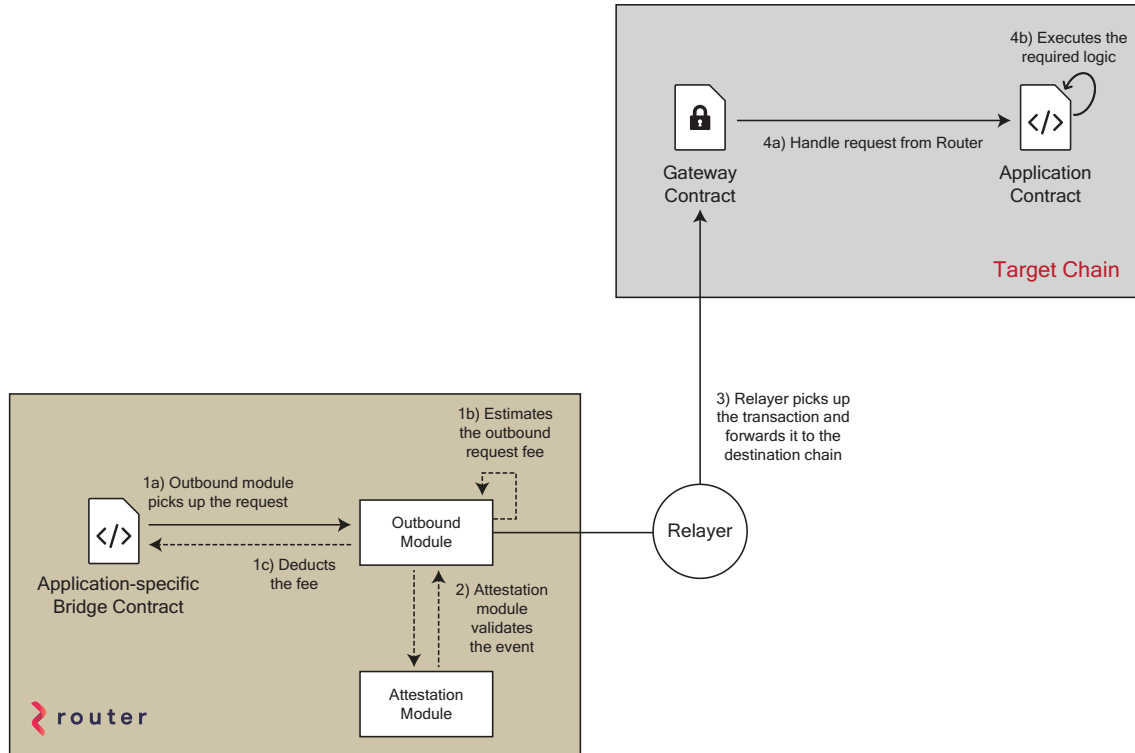 4b) Executes the
required logic
</>
4a) Handle request from Router
Gateway
Contract
Application
Contract
Target Chain
3) Relayer picks up
the transaction and
forwards it to the
destination chain
1b) Estimates
the outbound
request fee
1a) Outbound module
picks up the request
</>
Outbound
Module
Relayer
1c) Deducts
the fee
Application-specific
Bridge Contract
2) Attestation
module
validates
the event
Attestation
Module
router